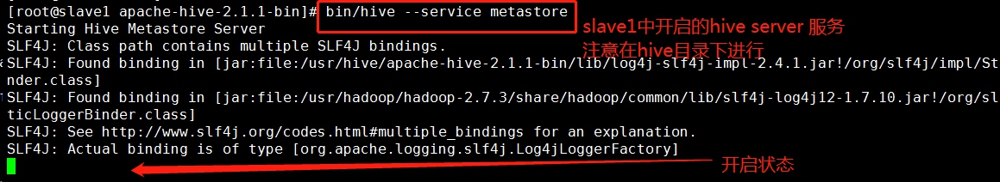 [root@slave1 apache-hive-2.1.1-bin]# bin/hive --service metastore
slave1中开启的hive server 服务
注意在hive目录下进行
Starting Hive Metastore Server
SLF4J: Class path contains multiple SLF4J bindings.
SLF4J: Found binding in [jar:file:/usr/hive/apache-hive-2.1.1-bin/lib/log4j-slf4j-impl-2.4.1.jar!/org/slf4j/impl/St
nder.class]
SLF4J: Found binding in [jar:file:/usr/hadoop/hadoop-2.7.3/share/hadoop/common/lib/slf4j-log4j12-1.7.10.jar!/org/sl
ticLoggerBinder.class]
SLF4J: See http://www.slf4j.org/codes.html#multiple_bindings for an explanation.
SLF4J: Actual binding is of type [org.apache.logging.slf4j.Log4jLoggerFactory]
开启状态